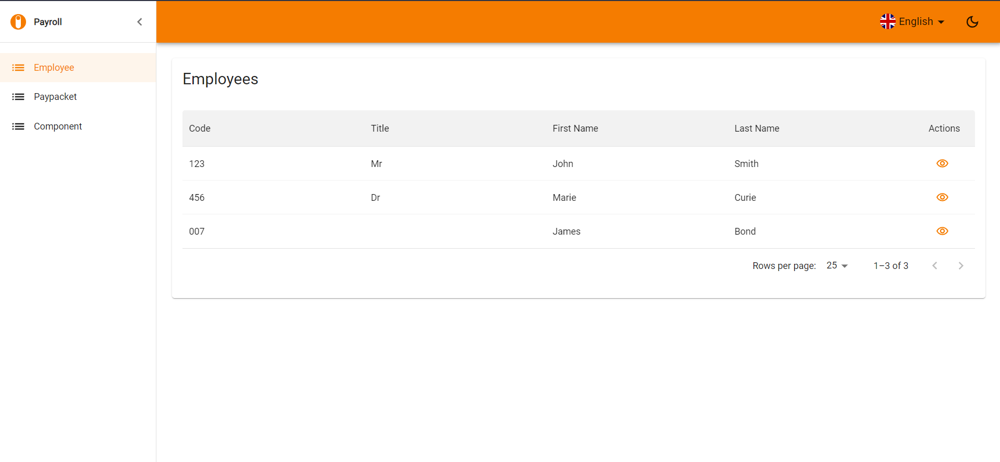 Payroll
English
Employee
Paypacket
Component
Employees
Code Title First Name Last Name Actions
123 Mr John Smith
456 Dr Marie Curie
007 James Bond
Rows per page: 25 1–3 of 3